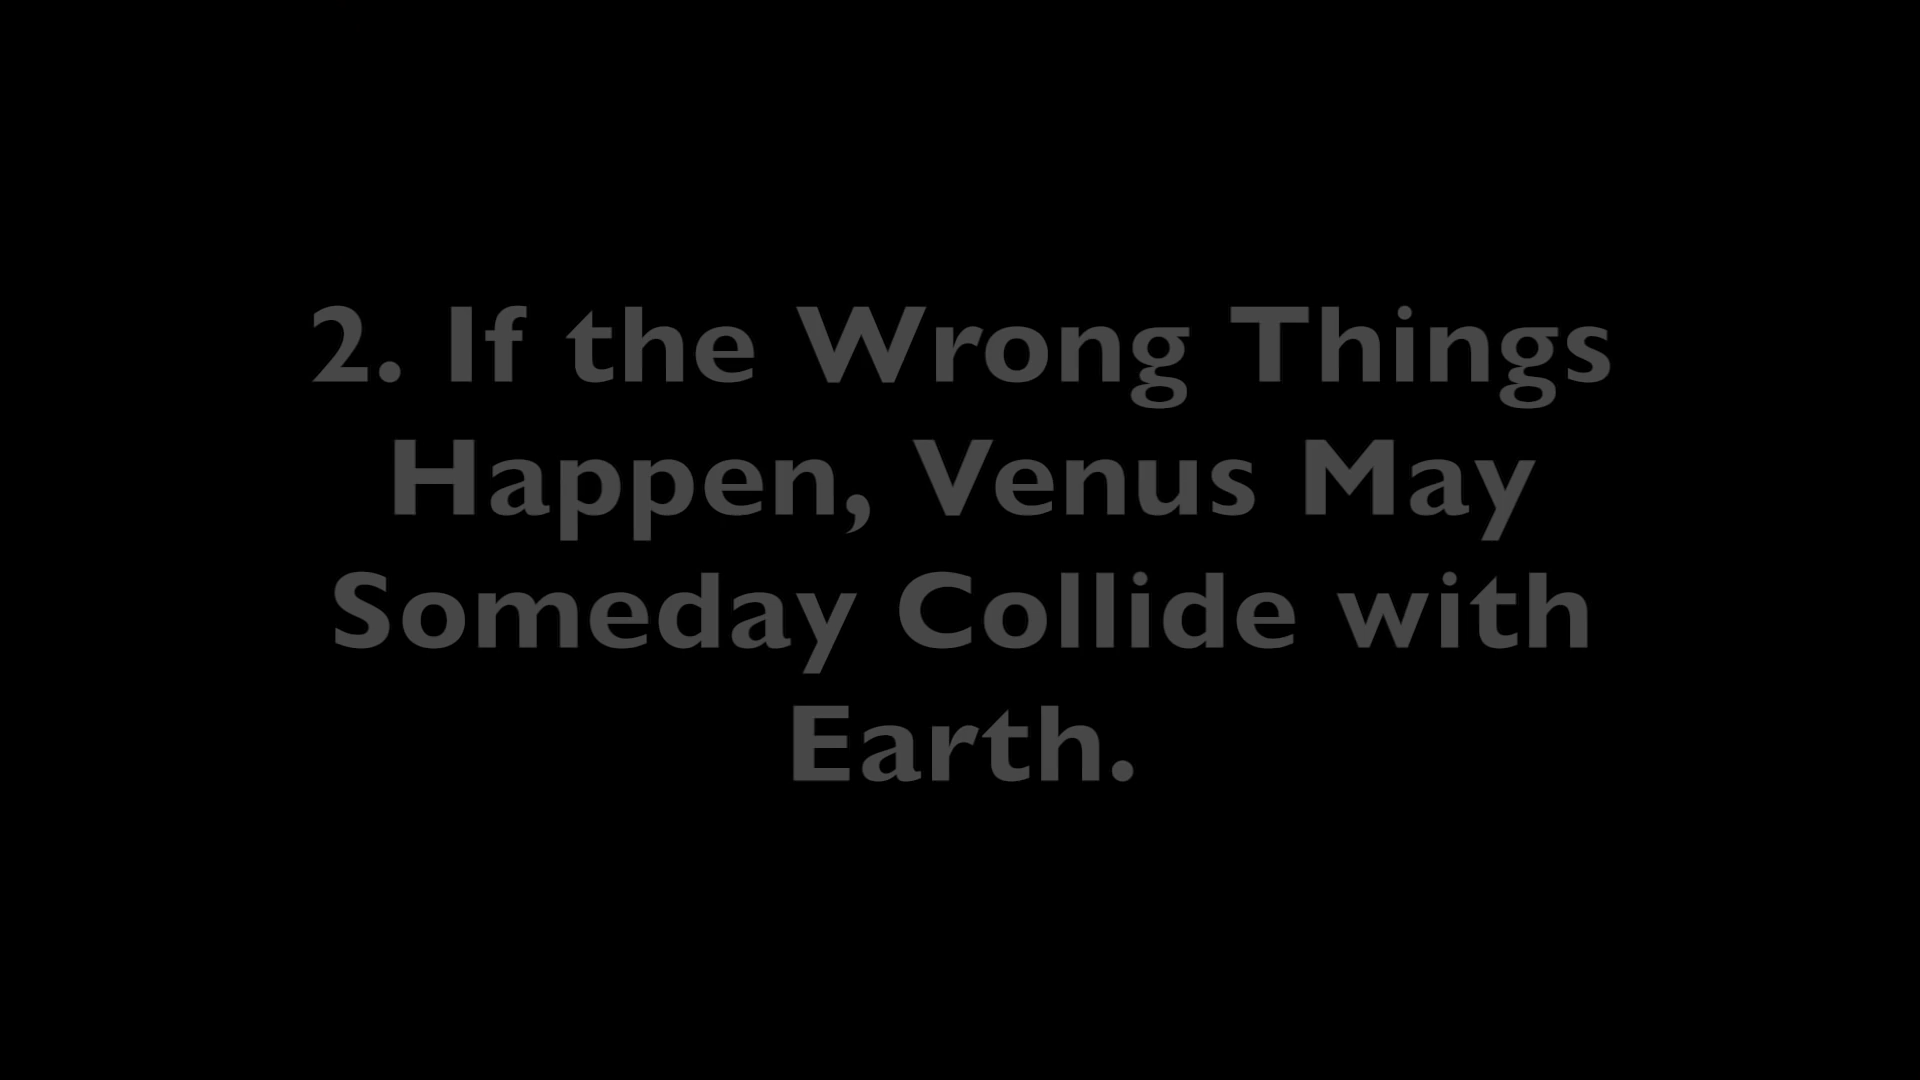 2. If the Wrong Things
Happen, Venus May
Someday Collide with
Earth.